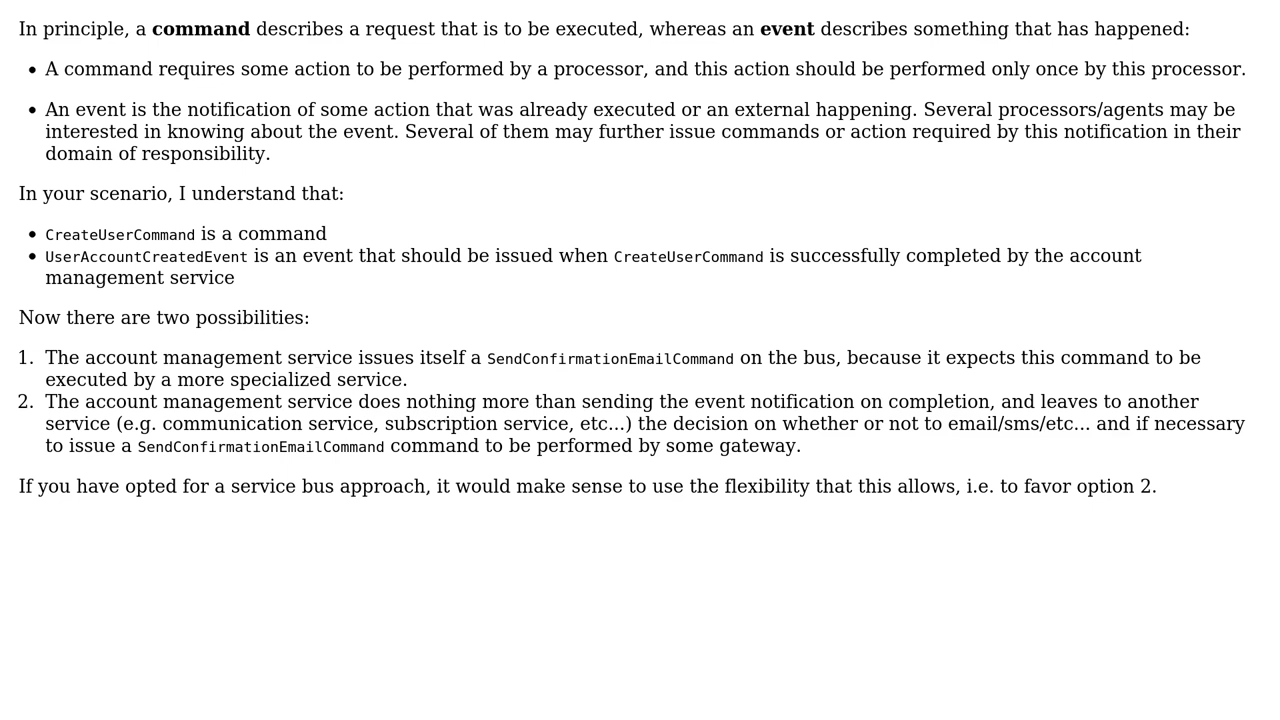 In principle, a command describes a request that is to be executed, whereas an event describes something that has happened:
• A command requires some action to be performed by a processor, and this action should be performed only once by this processor.
• An event is the notification of some action that was already executed or an external happening. Several processors/agents may be
interested in knowing about the event. Several of them may further issue commands or action required by this notification in their
domain of responsibility.
In your scenario, I understand that:
• CreateUserCommand is a command
• UserAccountCreatedEvent is an event that should be issued when CreateUserCommand is successfully completed by the account
management service
Now there are two possibilities:
1. The account management service issues itself a SendConfirmationEmailCommand on the bus, because it expects this command to be
executed by a more specialized service.
2. The account management service does nothing more than sending the event notification on completion, and leaves to another
service (e.g. communication service, subscription service, etc...) the decision on whether or not to email/sms/etc... and if necessary
to issue a SendConfirmationEmailCommand command to be performed by some gateway.
If you have opted for a service bus approach, it would make sense to use the flexibility that this allows, i.e. to favor option 2.